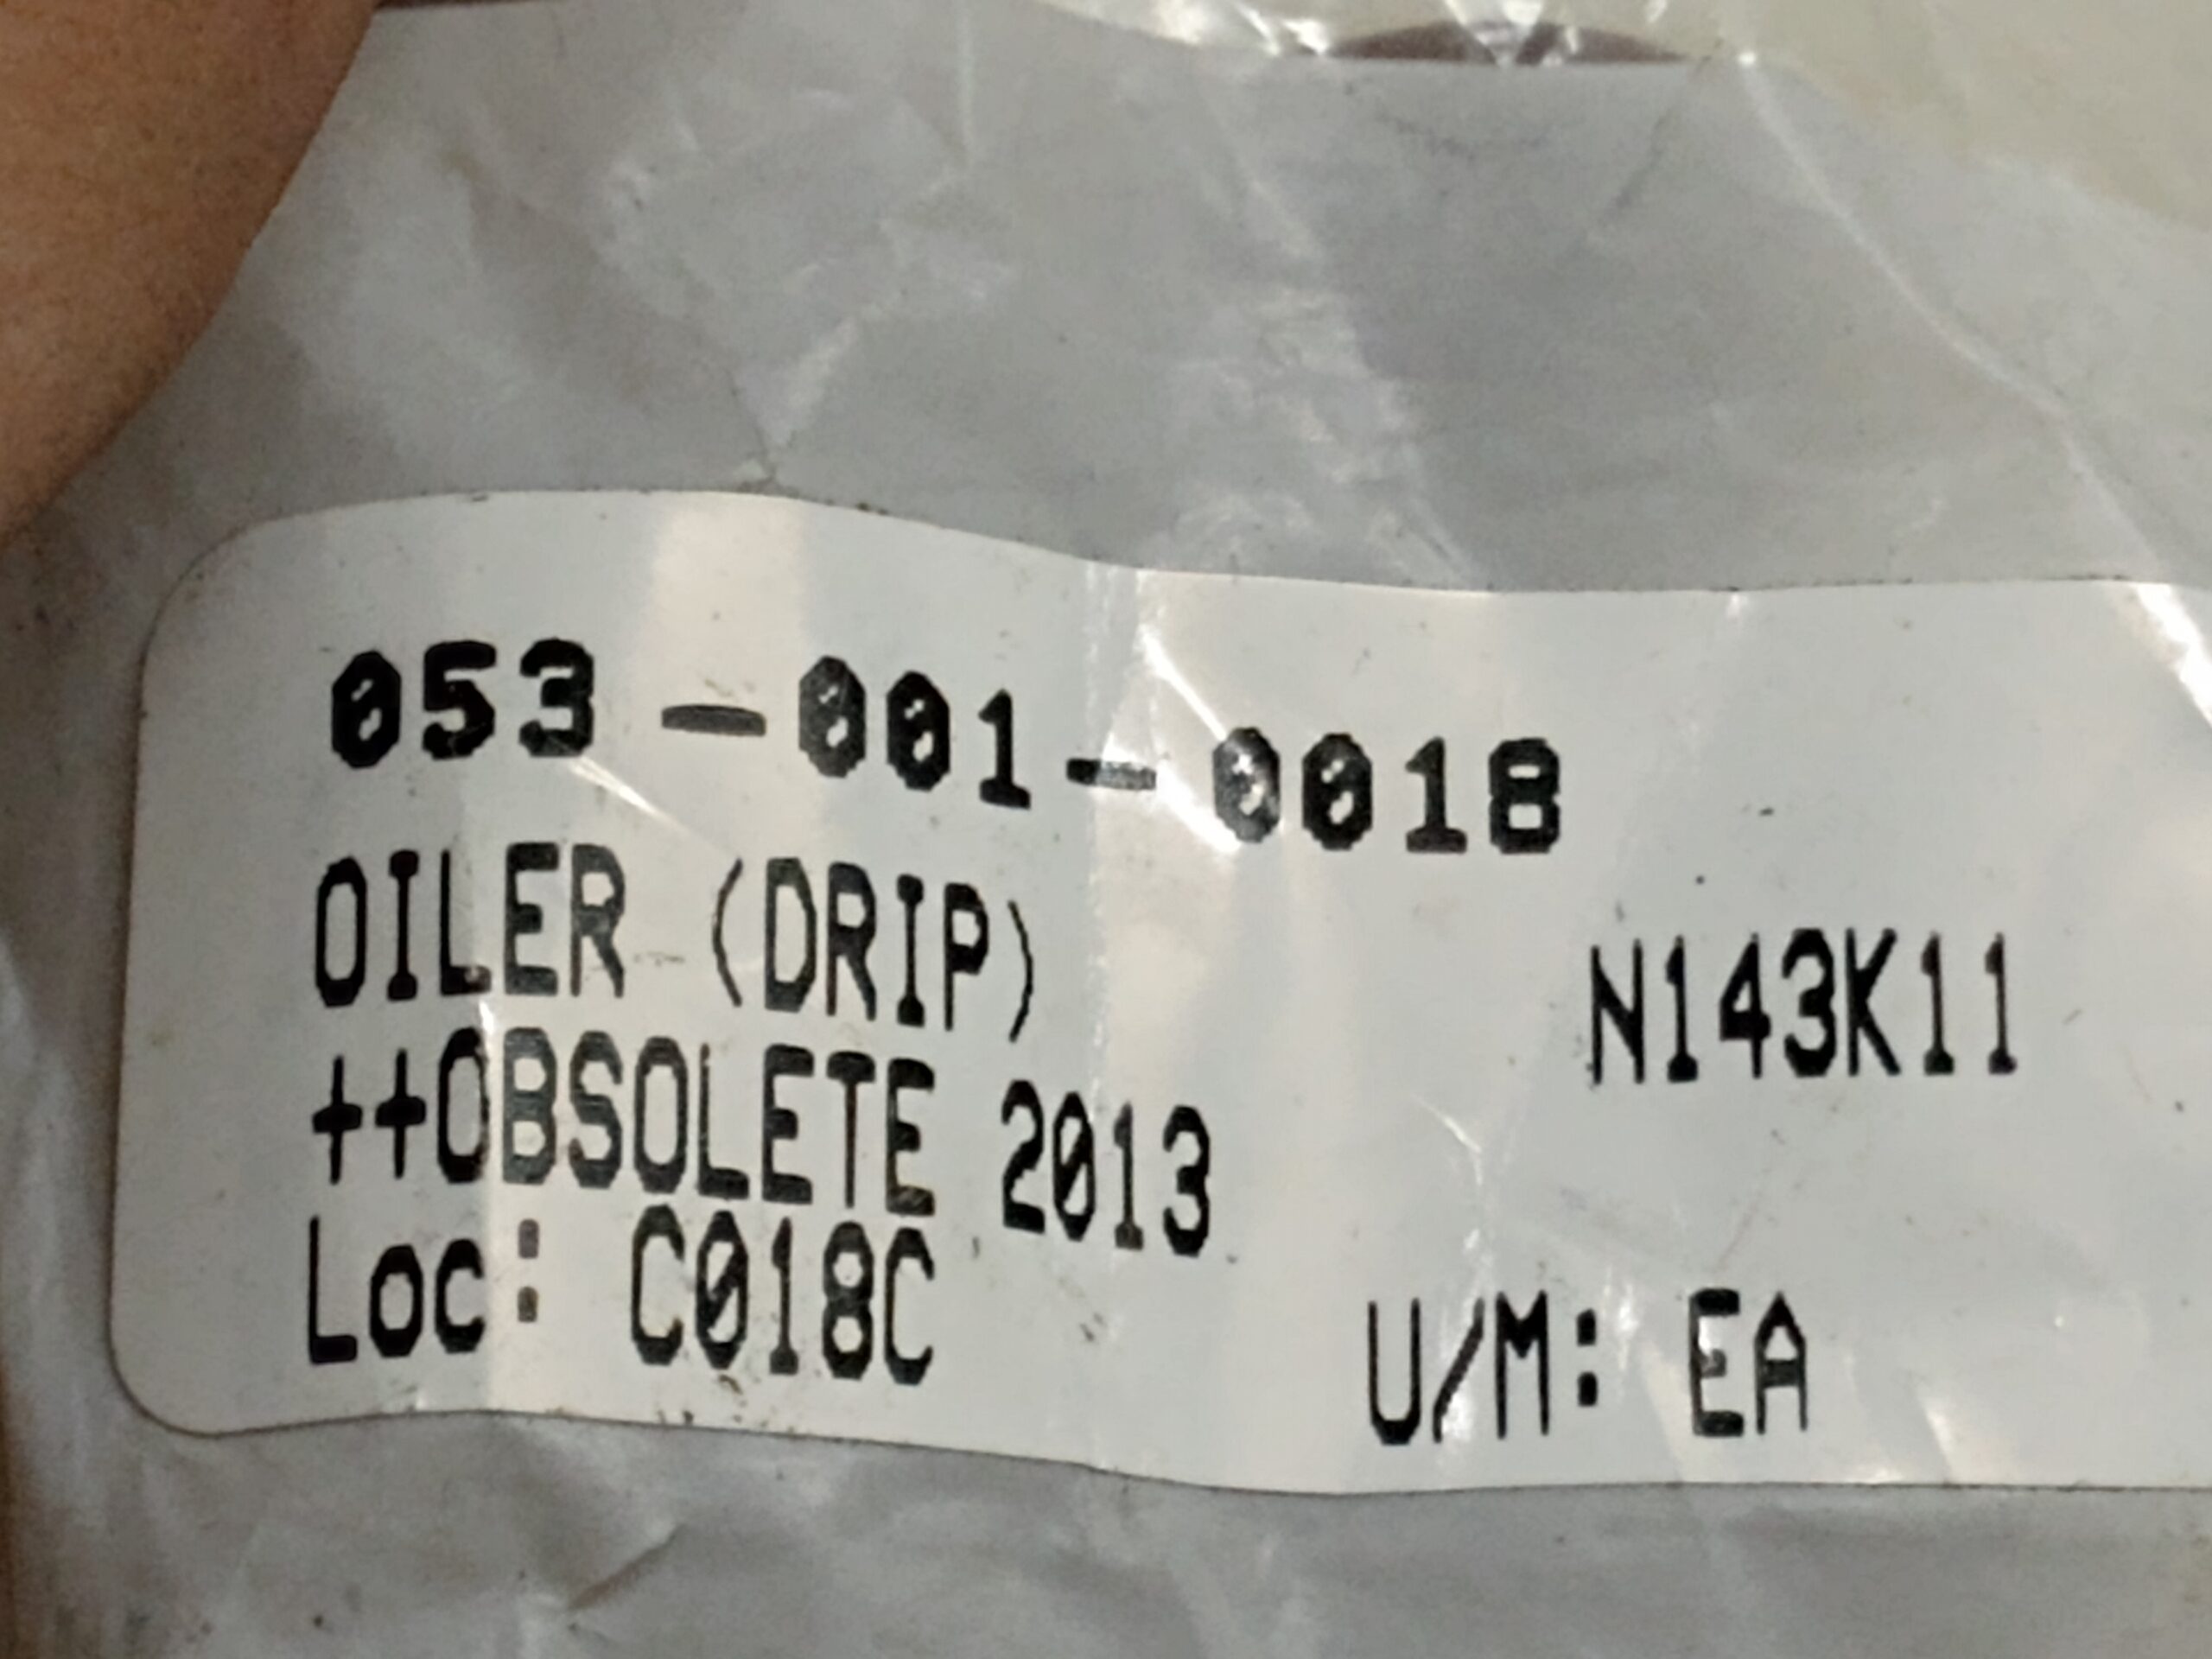 053-001-0018
OILER (DRIP)
N143K11
++OBSOLETE 2013
Loc: C018C
U/M: EA